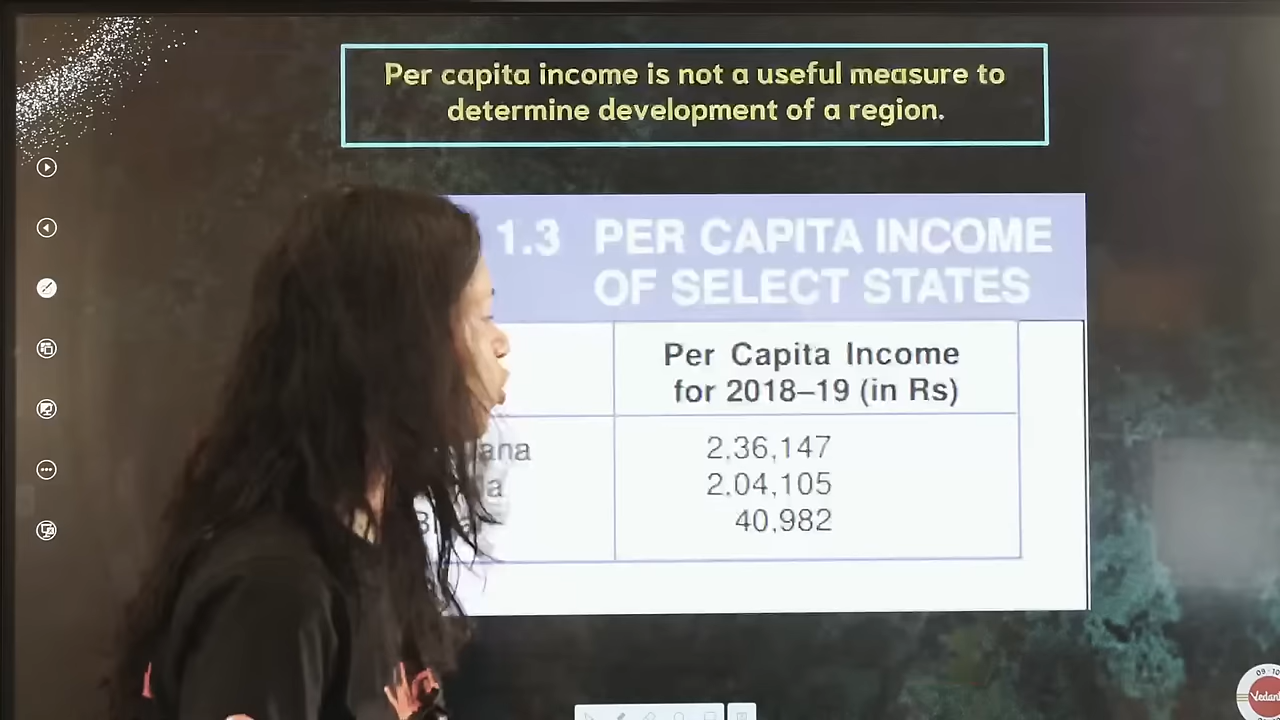 Per capita income is not a useful measure to
determine development of a region.
1.3 PER CAPITA INCOME
OF SELECT STATES
Per Capita Income
for 2018–19 (in Rs)
2,36,147
2,04,105
40,982